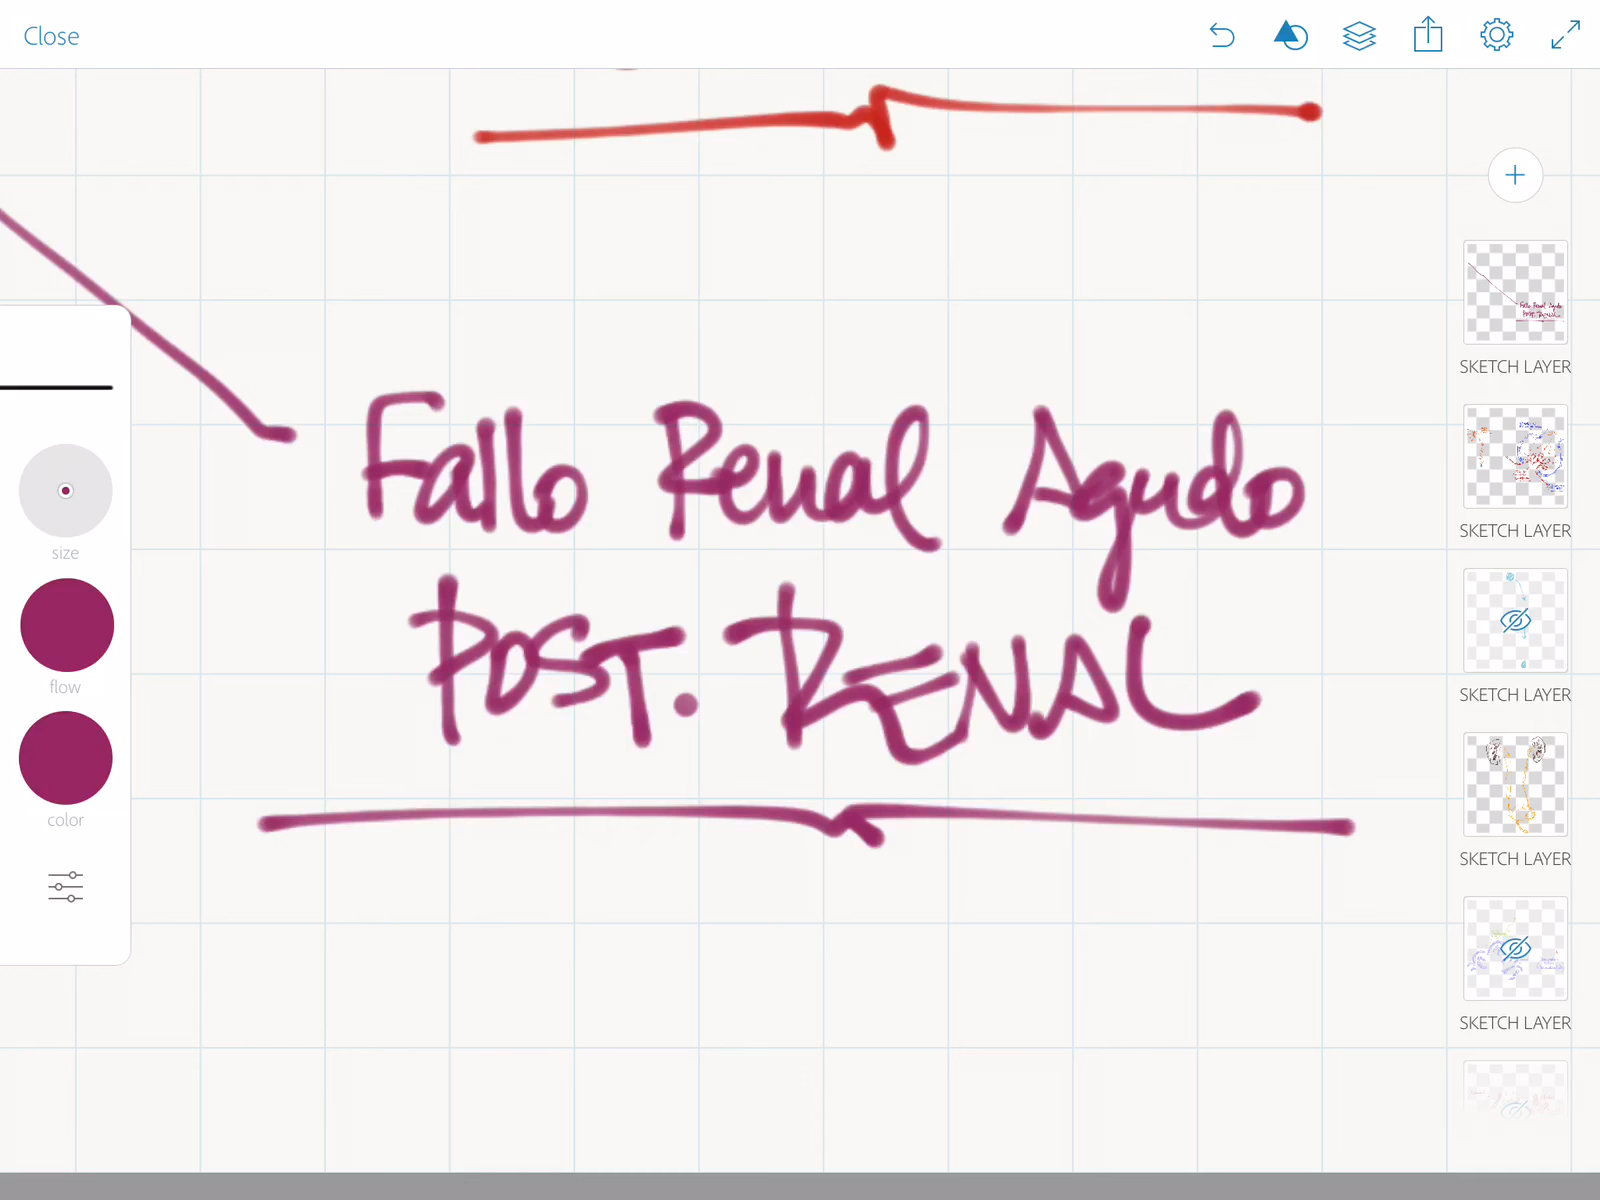 Close
Fallo Renal Agudo
POST. RENAL
size
flow
color
SKETCH LAYER
SKETCH LAYER
SKETCH LAYER
SKETCH LAYER
SKETCH LAYER